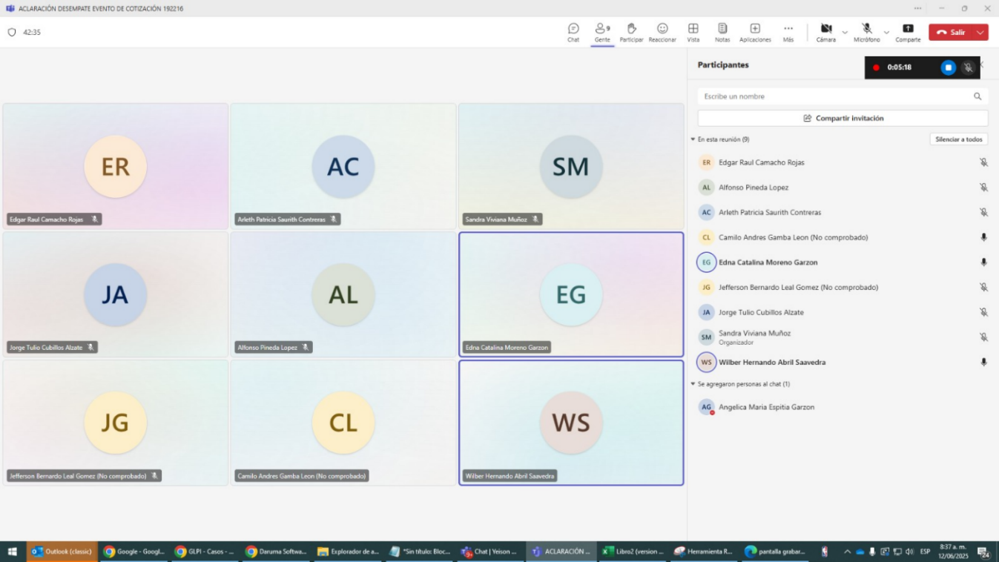 ACLARACIÓN DESEMPATE EVENTO DE COTIZACIÓN 192216
42:35
Chat
9
Gente
Participar
Reaccionar
Vista
Notas
Aplicaciones
Más
Cámara
Micrófono
Comparte
Salir
Participantes
0:05:18
Escribe un nombre
Compartir invitación
En esta reunión (9)
Silenciar a todos
ER Edgar Raul Camacho Rojas
AL Alfonso Pineda Lopez
AC Arleth Patricia Saurith Contreras
CL Camilo Andres Gamba Leon (No comprobado)
EG Edna Catalina Moreno Garzon
JG Jefferson Bernardo Leal Gomez (No comprobado)
JA Jorge Tulio Cubillos Alzate
SM Sandra Viviana Muñoz
Organizador
WS Wilber Hernando Abril Saavedra
Se agregaron personas al chat (1)
AG Angelica Maria Espitia Garzon
ER
Edgar Raul Camacho Rojas
AC
Arleth Patricia Saurith Contreras
SM
Sandra Viviana Muñoz
JA
Jorge Tulio Cubillos Alzate
AL
Alfonso Pineda Lopez
EG
Edna Catalina Moreno Garzon
JG
Jefferson Bernardo Leal Gomez (No comprobado)
CL
Camilo Andres Gamba Leon (No comprobado)
WS
Wilber Hernando Abril Saavedra
Outlook (classic)
Google - Googl...
GLPI - Casos - ...
Daruma Softwa...
Explorador de a...
*Sin título: Bloc...
Chat | Yeison ...
ACLARACIÓN ...
Libro2 (version ...
Herramienta R...
pantalla grabar...
ESP
8:37 a. m.
12/06/2025
24